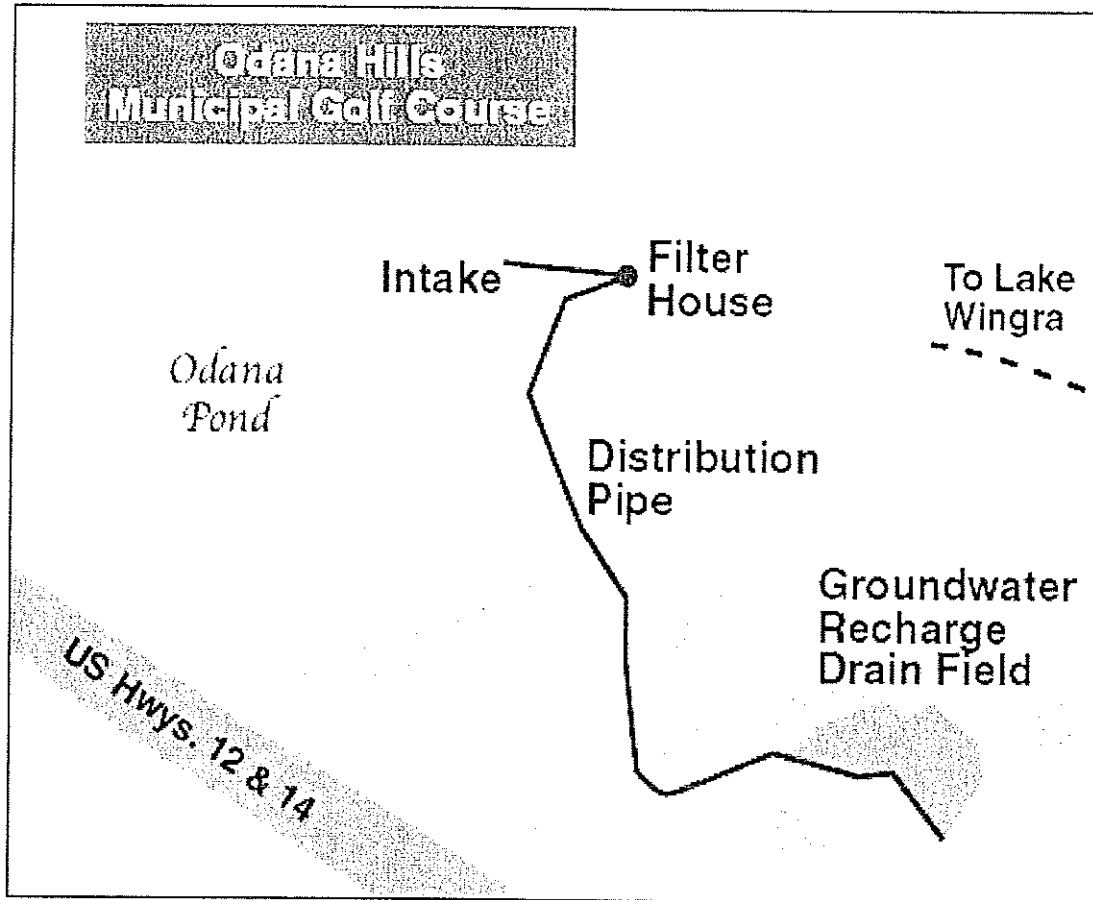 Odana Hills
Municipal Golf Course
Intake
Filter
House
To Lake
Wingra
Odana
Pond
Distribution
Pipe
Groundwater
Recharge
Drain Field
US Hwys. 12 & 14